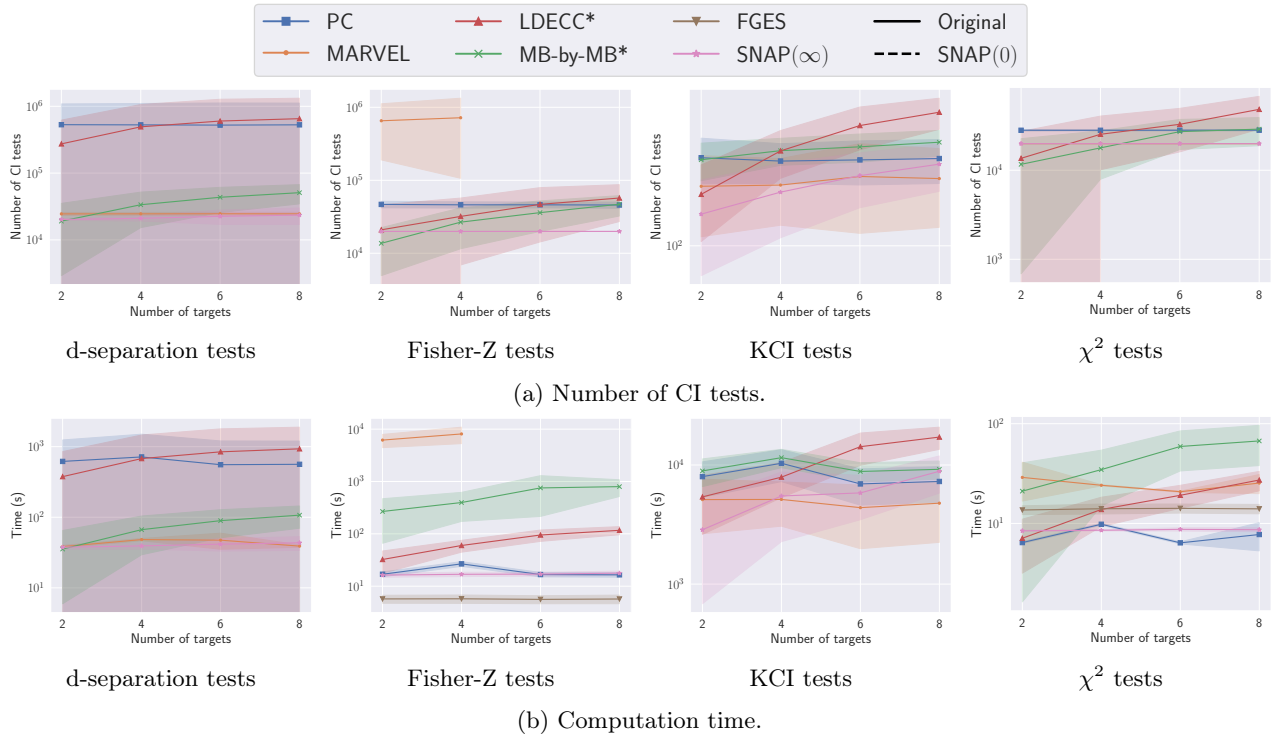 PC
LDECC*
FGES
Original
MARVEL
MB-by-MB*
SNAP(∞)
SNAP(0)
Number of CI tests
10⁶
10⁵
10⁴
2 4 6 8
Number of targets
Number of CI tests
10⁶
10⁵
10⁴
2 4 6 8
Number of targets
Number of CI tests
10²
2 4 6 8
Number of targets
Number of CI tests
10⁴
10³
2 4 6 8
Number of targets
d-separation tests
Fisher-Z tests
KCI tests
χ² tests
(a) Number of CI tests.
Time (s)
10³
10²
10¹
2 4 6 8
Number of targets
Time (s)
10⁴
10³
10²
10¹
2 4 6 8
Number of targets
Time (s)
10⁴
10³
2 4 6 8
Number of targets
Time (s)
10²
10¹
2 4 6 8
Number of targets
d-separation tests
Fisher-Z tests
KCI tests
χ² tests
(b) Computation time.